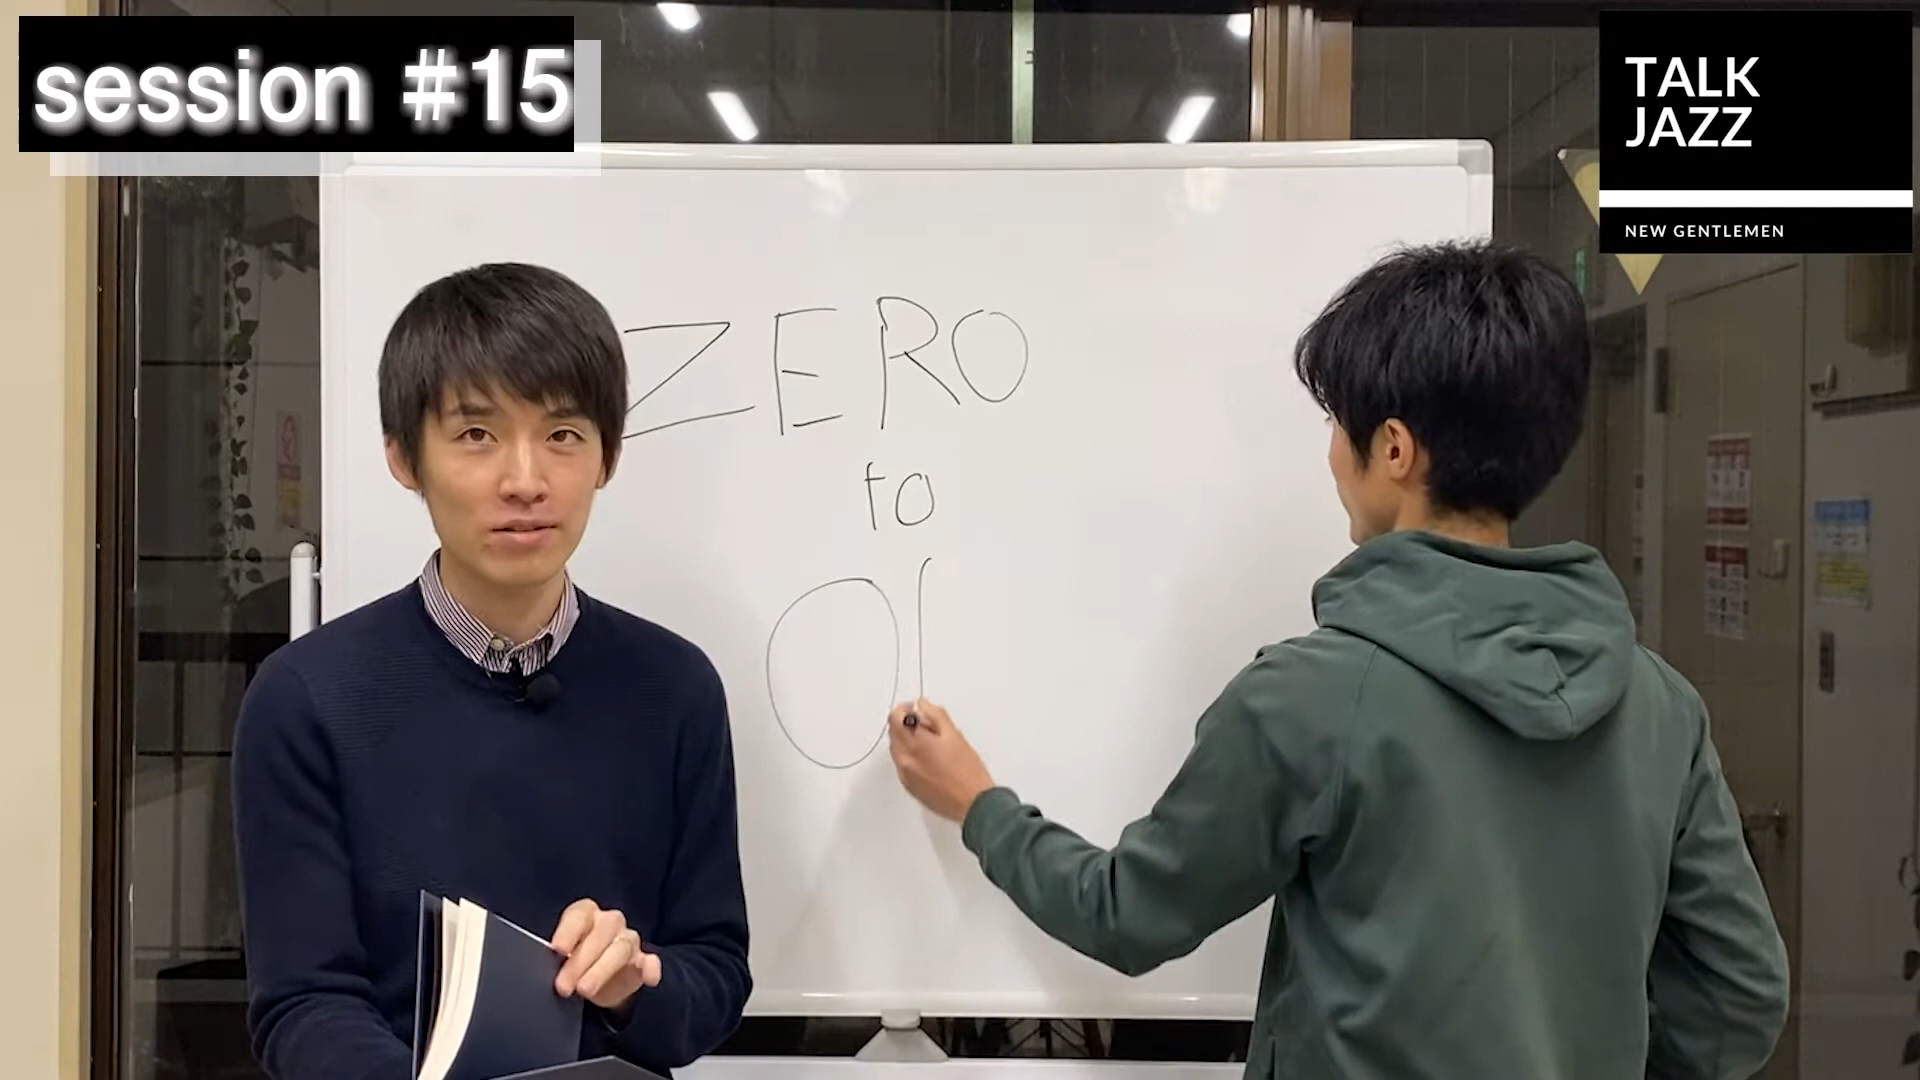 session #15
TALK
JAZZ
NEW GENTLEMEN
ZERO
to
01